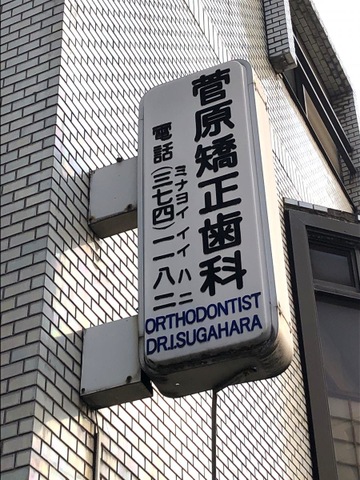 菅原矯正歯科
電話(三七四)一一八二
ミナヨイ イイ ハニ
ORTHODONTIST
DR.I.SUGAHARA